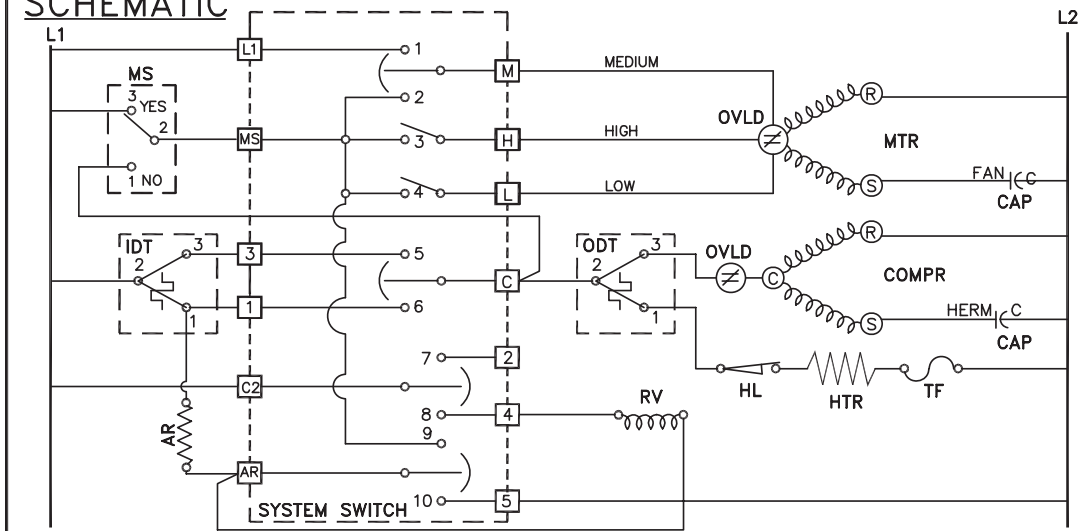 SCHEMATIC
L1
L2
L1
1
M
MEDIUM
MS
3 YES
2
1 NO
2
MS
3
H
HIGH
OVLD
R
MTR
4
L
LOW
S
FAN
C
CAP
IDT
2
3
1
3
5
C
ODT
2
3
1
OVLD
C
R
COMPR
1
6
S
HERM
C
CAP
7
2
C2
HL
HTR
TF
AR
8
4
RV
9
AR
SYSTEM SWITCH
10
5